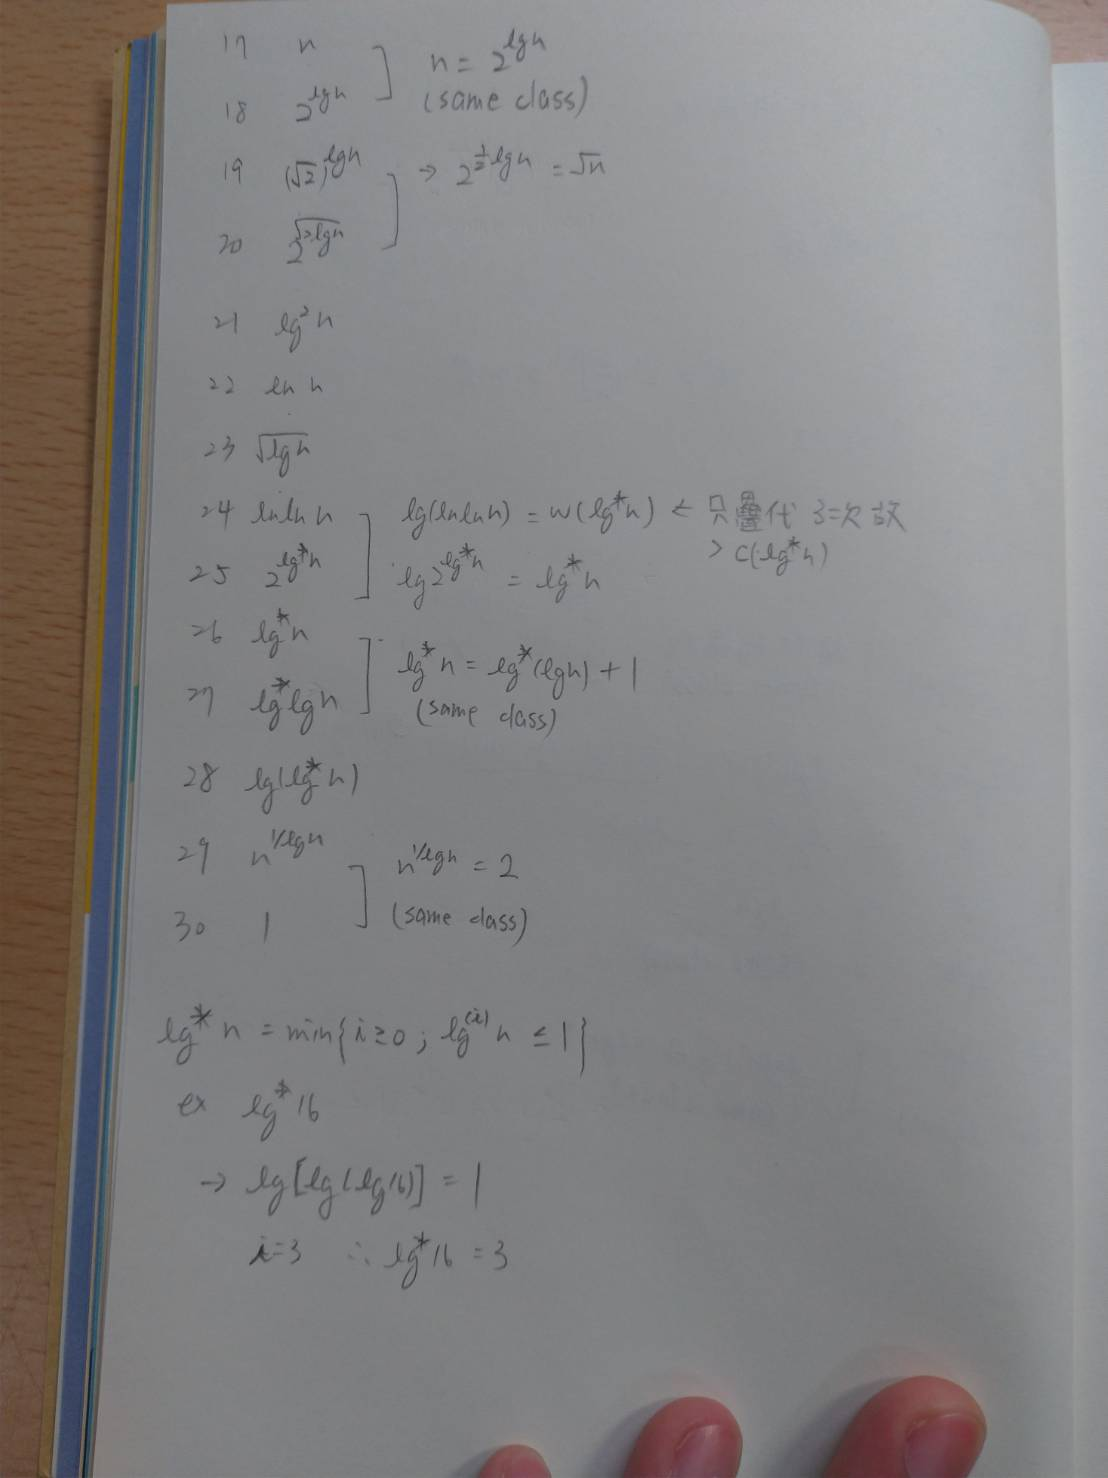 17 n
n = 2^{lg n}
18 2^{lg n}
(same class)
19 (√2)^{lg n} → 2^{½ lg n} = √n
20 2^{√2 lg n}
21 lg² n
22 ln n
23 √lg n
24 ln ln n lg(ln ln n) = w(lg* n) ← 只疊代 3 次 故
> c(lg* n)
25 2^{lg* n} lg 2^{lg* n} = lg* n
26 lg* n
lg* n = lg*(lg n) + 1
27 lg* lg n
(same class)
28 lg(lg* n)
29 n^{1/lg n} n^{1/lg n} = 2
30 1 (same class)
lg* n = min{i ≥ 0 ; lg^{(i)} n ≤ 1}
ex lg* 16
→ lg[lg(lg 16)] = 1
i=3 ∴ lg* 16 = 3